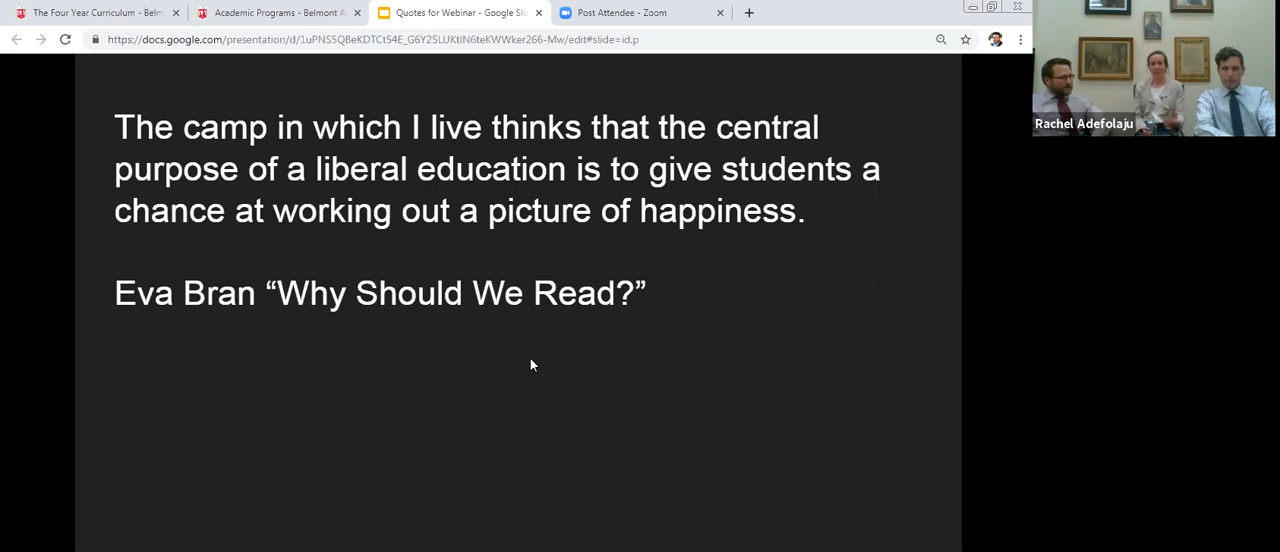 The Four Year Curriculum - Belm
Academic Programs - Belmont A
Quotes for Webinar - Google Slid
Post Attendee - Zoom
https://docs.google.com/presentation/d/1uPNS5QBeKDTCt54E_G6Y25LUKtIN6teKWWker266-Mw/edit#slide=id.p
The camp in which I live thinks that the central
purpose of a liberal education is to give students a
chance at working out a picture of happiness.
Eva Bran “Why Should We Read?”
Rachel Adefolaju